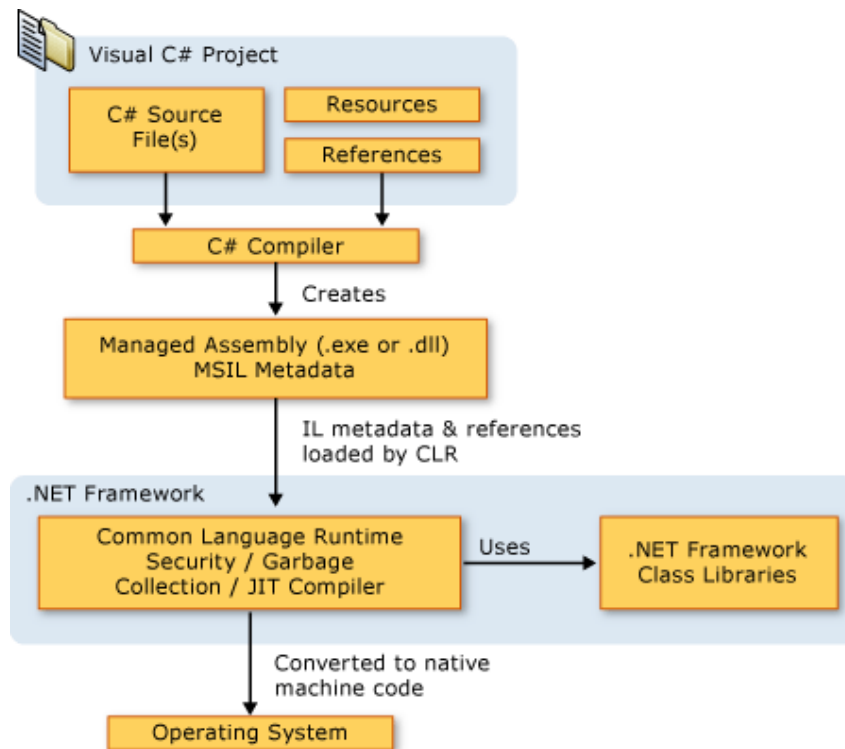 Visual C# Project
C# Source
File(s)
Resources
References
C# Compiler
Creates
Managed Assembly (.exe or .dll)
MSIL Metadata
IL metadata & references
loaded by CLR
.NET Framework
Common Language Runtime
Security / Garbage
Collection / JIT Compiler
Uses
.NET Framework
Class Libraries
Converted to native
machine code
Operating System